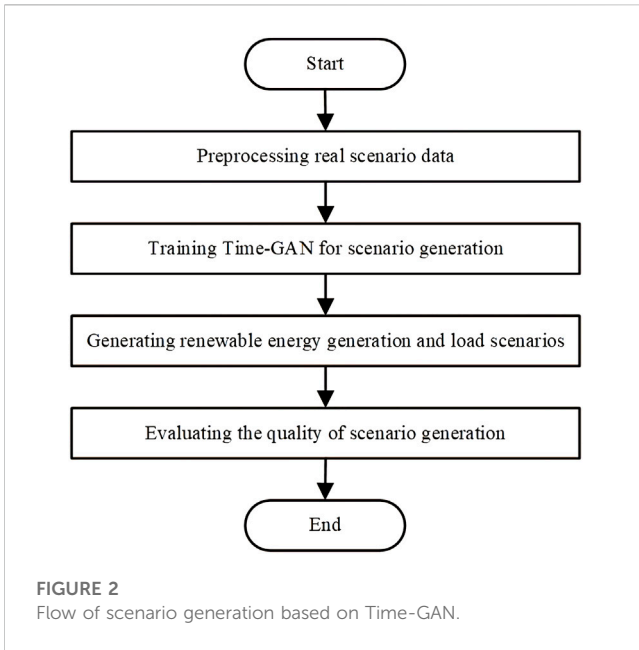 Start
Preprocessing real scenario data
Training Time-GAN for scenario generation
Generating renewable energy generation and load scenarios
Evaluating the quality of scenario generation
End
FIGURE 2
Flow of scenario generation based on Time-GAN.